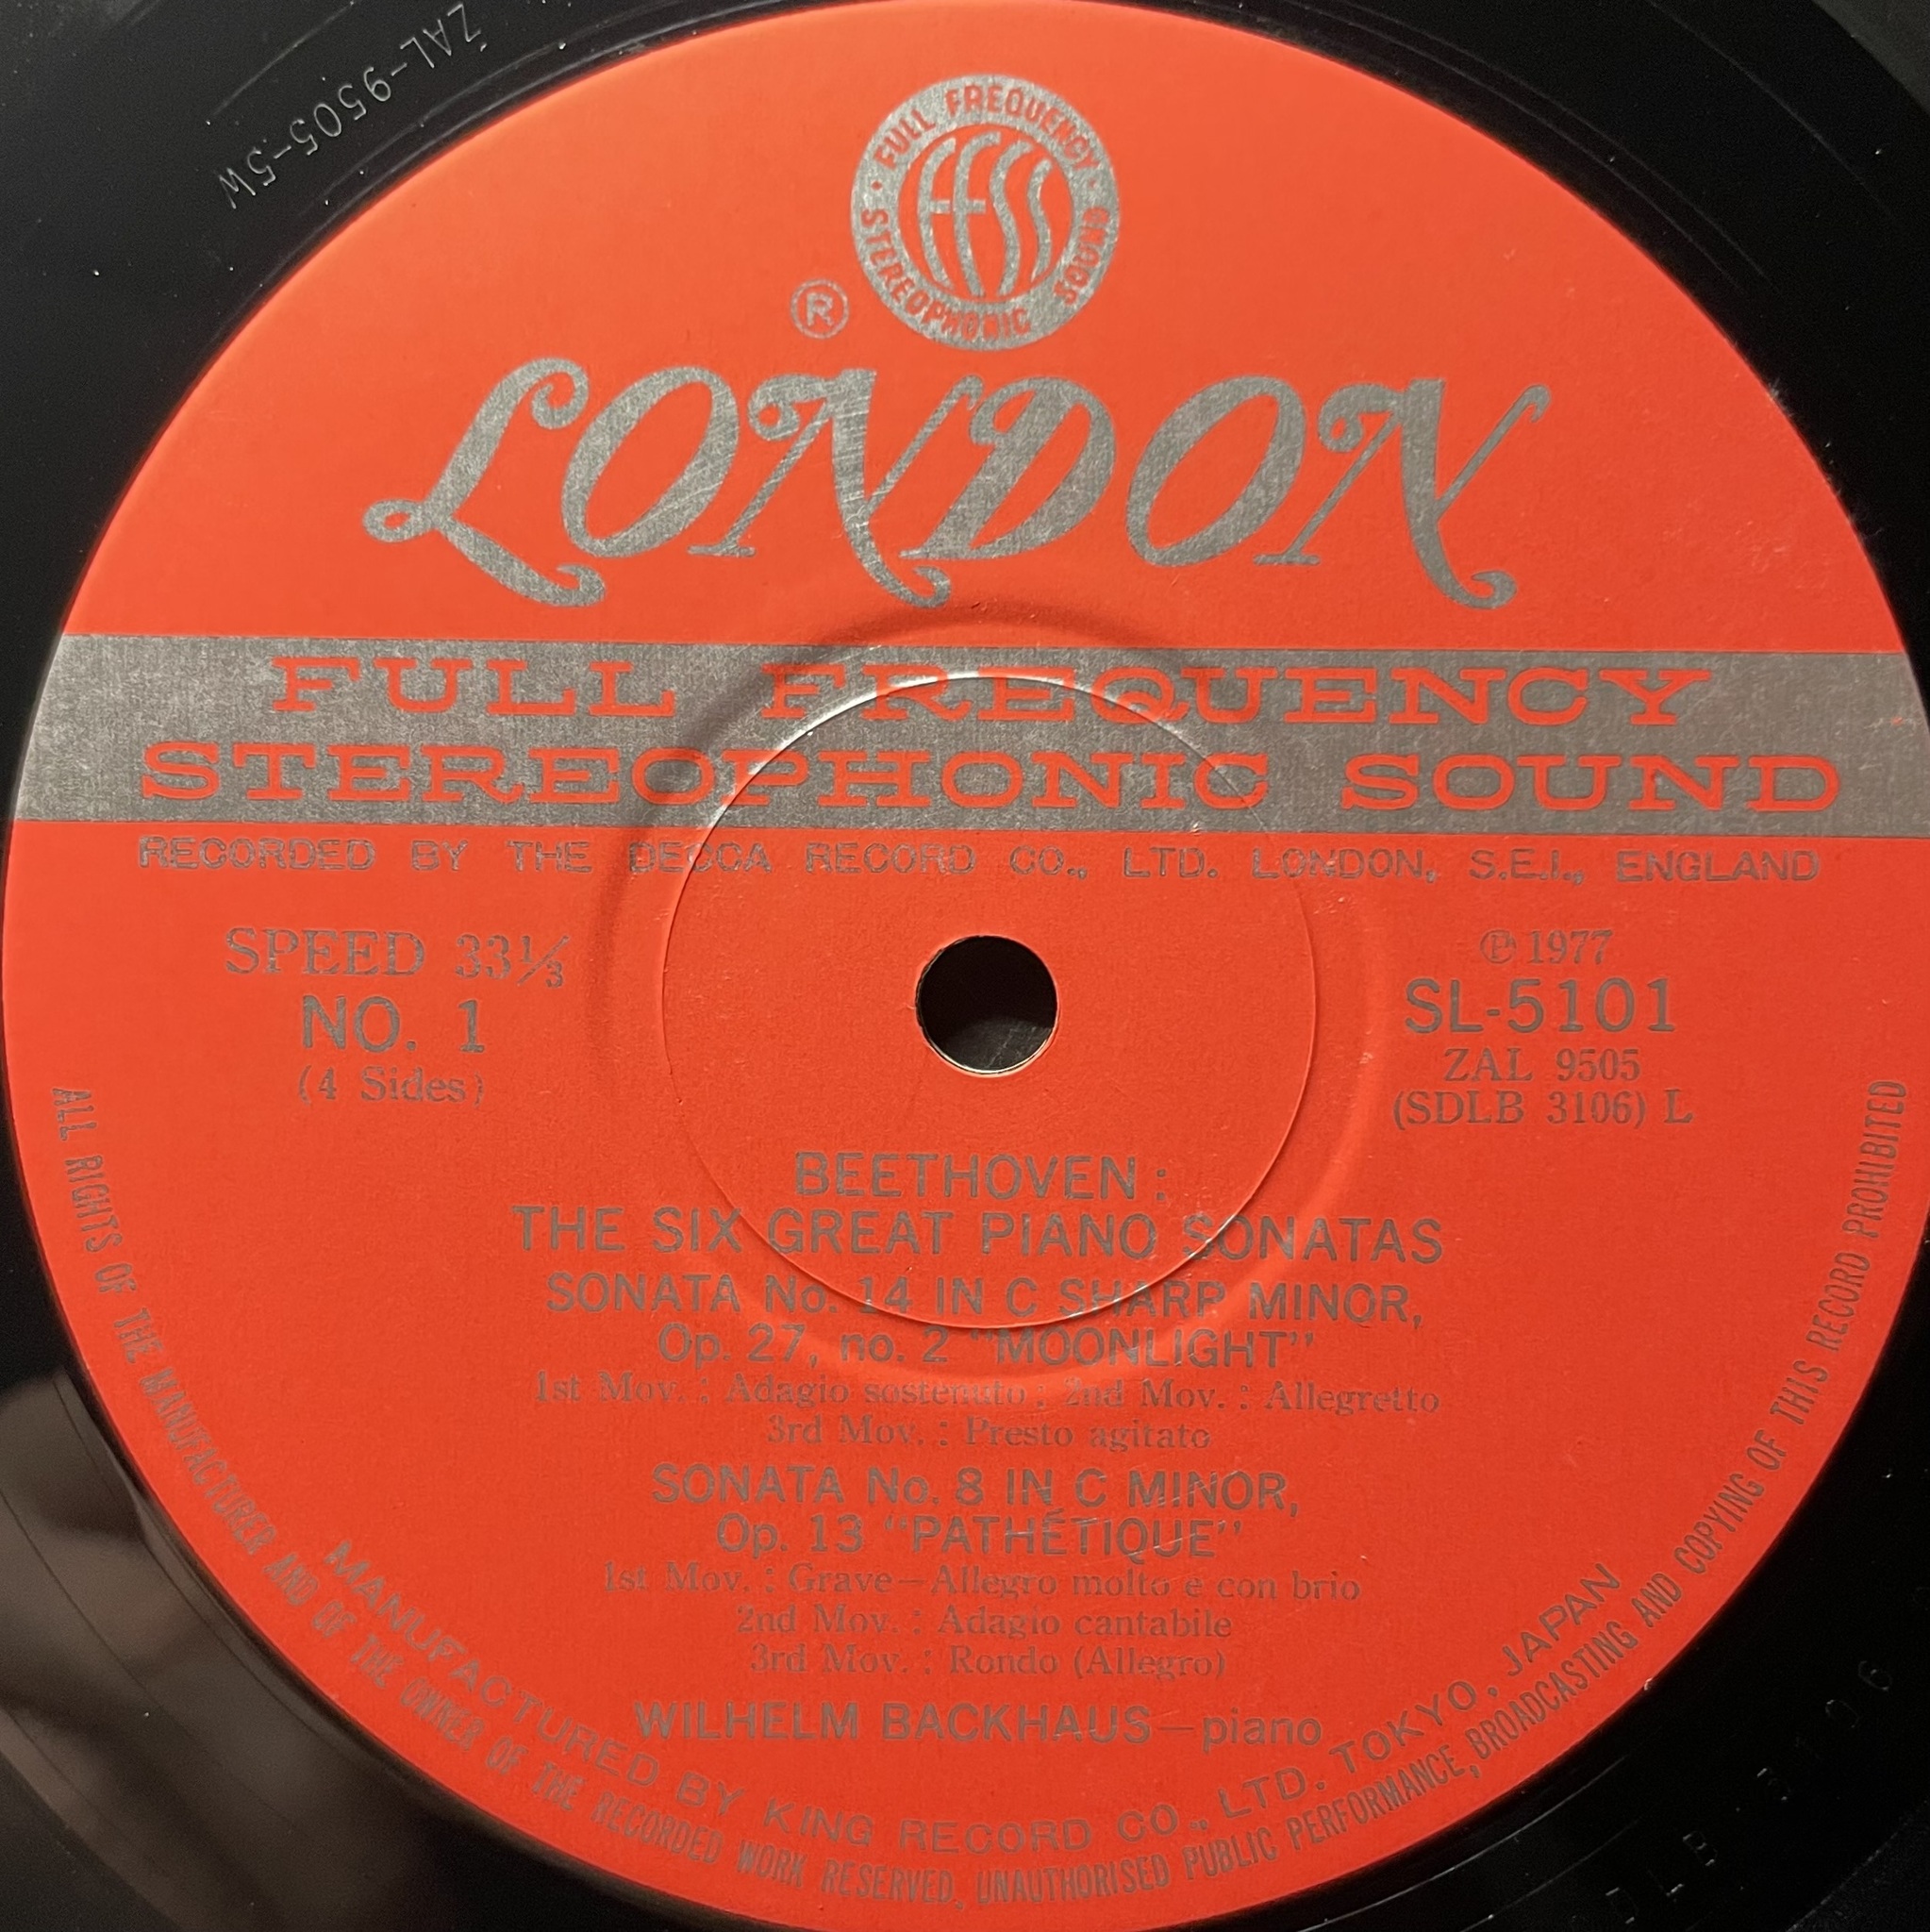 ZAL-9505-5W
FULL FREQUENCY
STEREOPHONIC SOUND
ffss
®
LONDON
FULL FREQUENCY
STEREOPHONIC SOUND
RECORDED BY THE DECCA RECORD CO., LTD. LONDON, S.E.I., ENGLAND
SPEED 33⅓
NO. 1
(4 Sides)
Ⓟ1977
SL-5101
ZAL 9505
(SDLB 3106) L
BEETHOVEN :
THE SIX GREAT PIANO SONATAS
SONATA No. 14 IN C SHARP MINOR,
Op. 27, no. 2 "MOONLIGHT"
1st Mov. : Adagio sostenuto ; 2nd Mov. : Allegretto
3rd Mov. : Presto agitato
SONATA No. 8 IN C MINOR,
Op. 13 "PATHÉTIQUE"
1st Mov. : Grave—Allegro molto e con brio
2nd Mov. : Adagio cantabile
3rd Mov. : Rondo (Allegro)
WILHELM BACKHAUS—piano
MANUFACTURED BY KING RECORD CO., LTD. TOKYO, JAPAN
ALL RIGHTS OF THE MANUFACTURER AND OF THE OWNER OF THE RECORDED WORK RESERVED. UNAUTHORISED PUBLIC PERFORMANCE, BROADCASTING AND COPYING OF THIS RECORD PROHIBITED